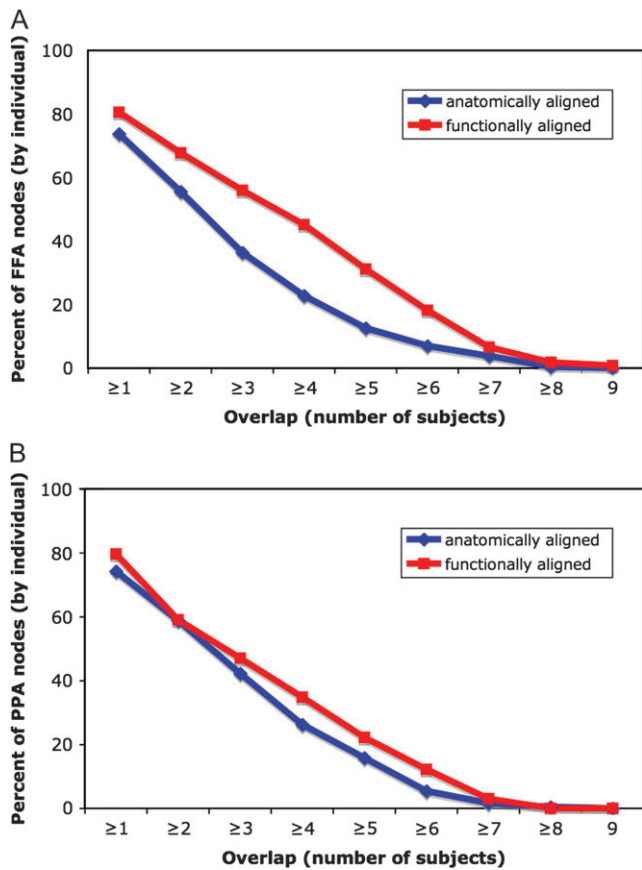 A
Percent of FFA nodes (by individual)
100
80
60
40
20
0
anatomically aligned
functionally aligned
≥1 ≥2 ≥3 ≥4 ≥5 ≥6 ≥7 ≥8 9
Overlap (number of subjects)
B
Percent of PPA nodes (by individual)
100
80
60
40
20
0
anatomically aligned
functionally aligned
≥1 ≥2 ≥3 ≥4 ≥5 ≥6 ≥7 ≥8 9
Overlap (number of subjects)